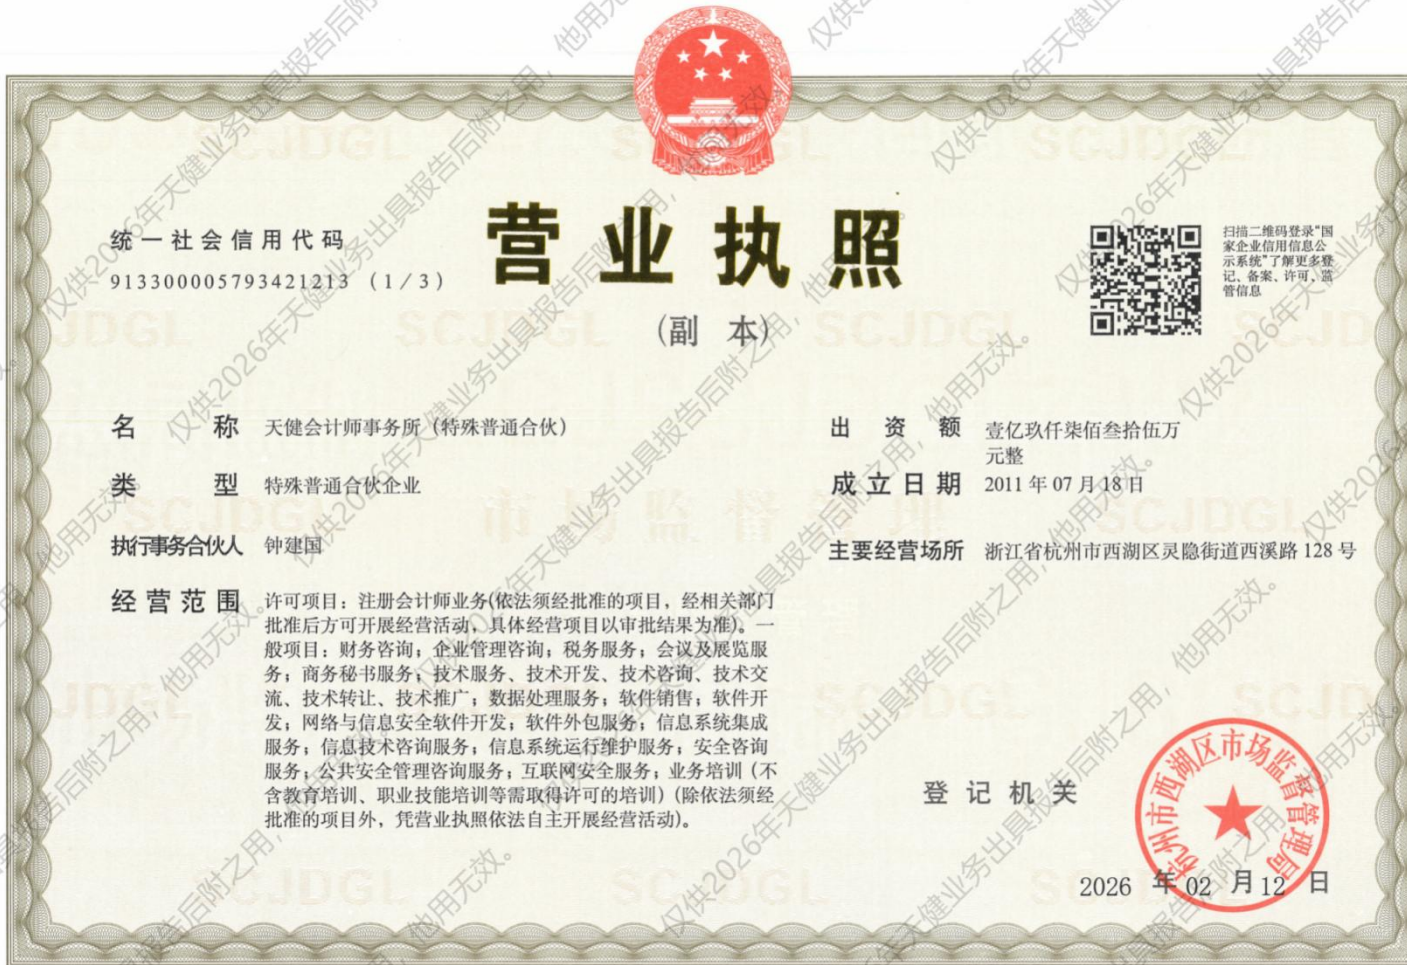 营业执照
（副 本）
统一社会信用代码
913300005793421213 （1/3）
扫描二维码登录“国
家企业信用信息公
示系统”了解更多登
记、备案、许可、监
管信息
名 称 天健会计师事务所（特殊普通合伙）
类 型 特殊普通合伙企业
执行事务合伙人 钟建国
经营范围 许可项目：注册会计师业务(依法须经批准的项目，经相关部门
批准后方可开展经营活动，具体经营项目以审批结果为准)。一
般项目：财务咨询；企业管理咨询；税务服务；会议及展览服
务；商务秘书服务；技术服务、技术开发、技术咨询、技术交
流、技术转让、技术推广；数据处理服务；软件销售；软件开
发；网络与信息安全软件开发；软件外包服务；信息系统集成
服务；信息技术咨询服务；信息系统运行维护服务；安全咨询
服务；公共安全管理咨询服务；互联网安全服务；业务培训（不
含教育培训、职业技能培训等需取得许可的培训）(除依法须经
批准的项目外，凭营业执照依法自主开展经营活动)。
出 资 额 壹亿玖仟柒佰叁拾伍万
元整
成立日期 2011 年 07 月 18 日
主要经营场所 浙江省杭州市西湖区灵隐街道西溪路 128 号
登记机关
杭州市西湖区市场监督管理局
2026 年 02 月 12 日
仅供2026年天健业务出具报告后附之用，他用无效。
SCJDGL
市场监督管理